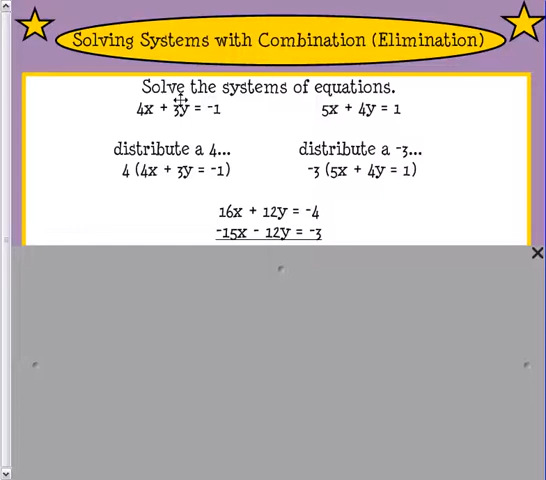 Solving Systems with Combination (Elimination)
Solve the systems of equations.
4x + 3y = -1 5x + 4y = 1
distribute a 4... distribute a -3...
4 (4x + 3y = -1) -3 (5x + 4y = 1)
16x + 12y = -4
-15x - 12y = -3